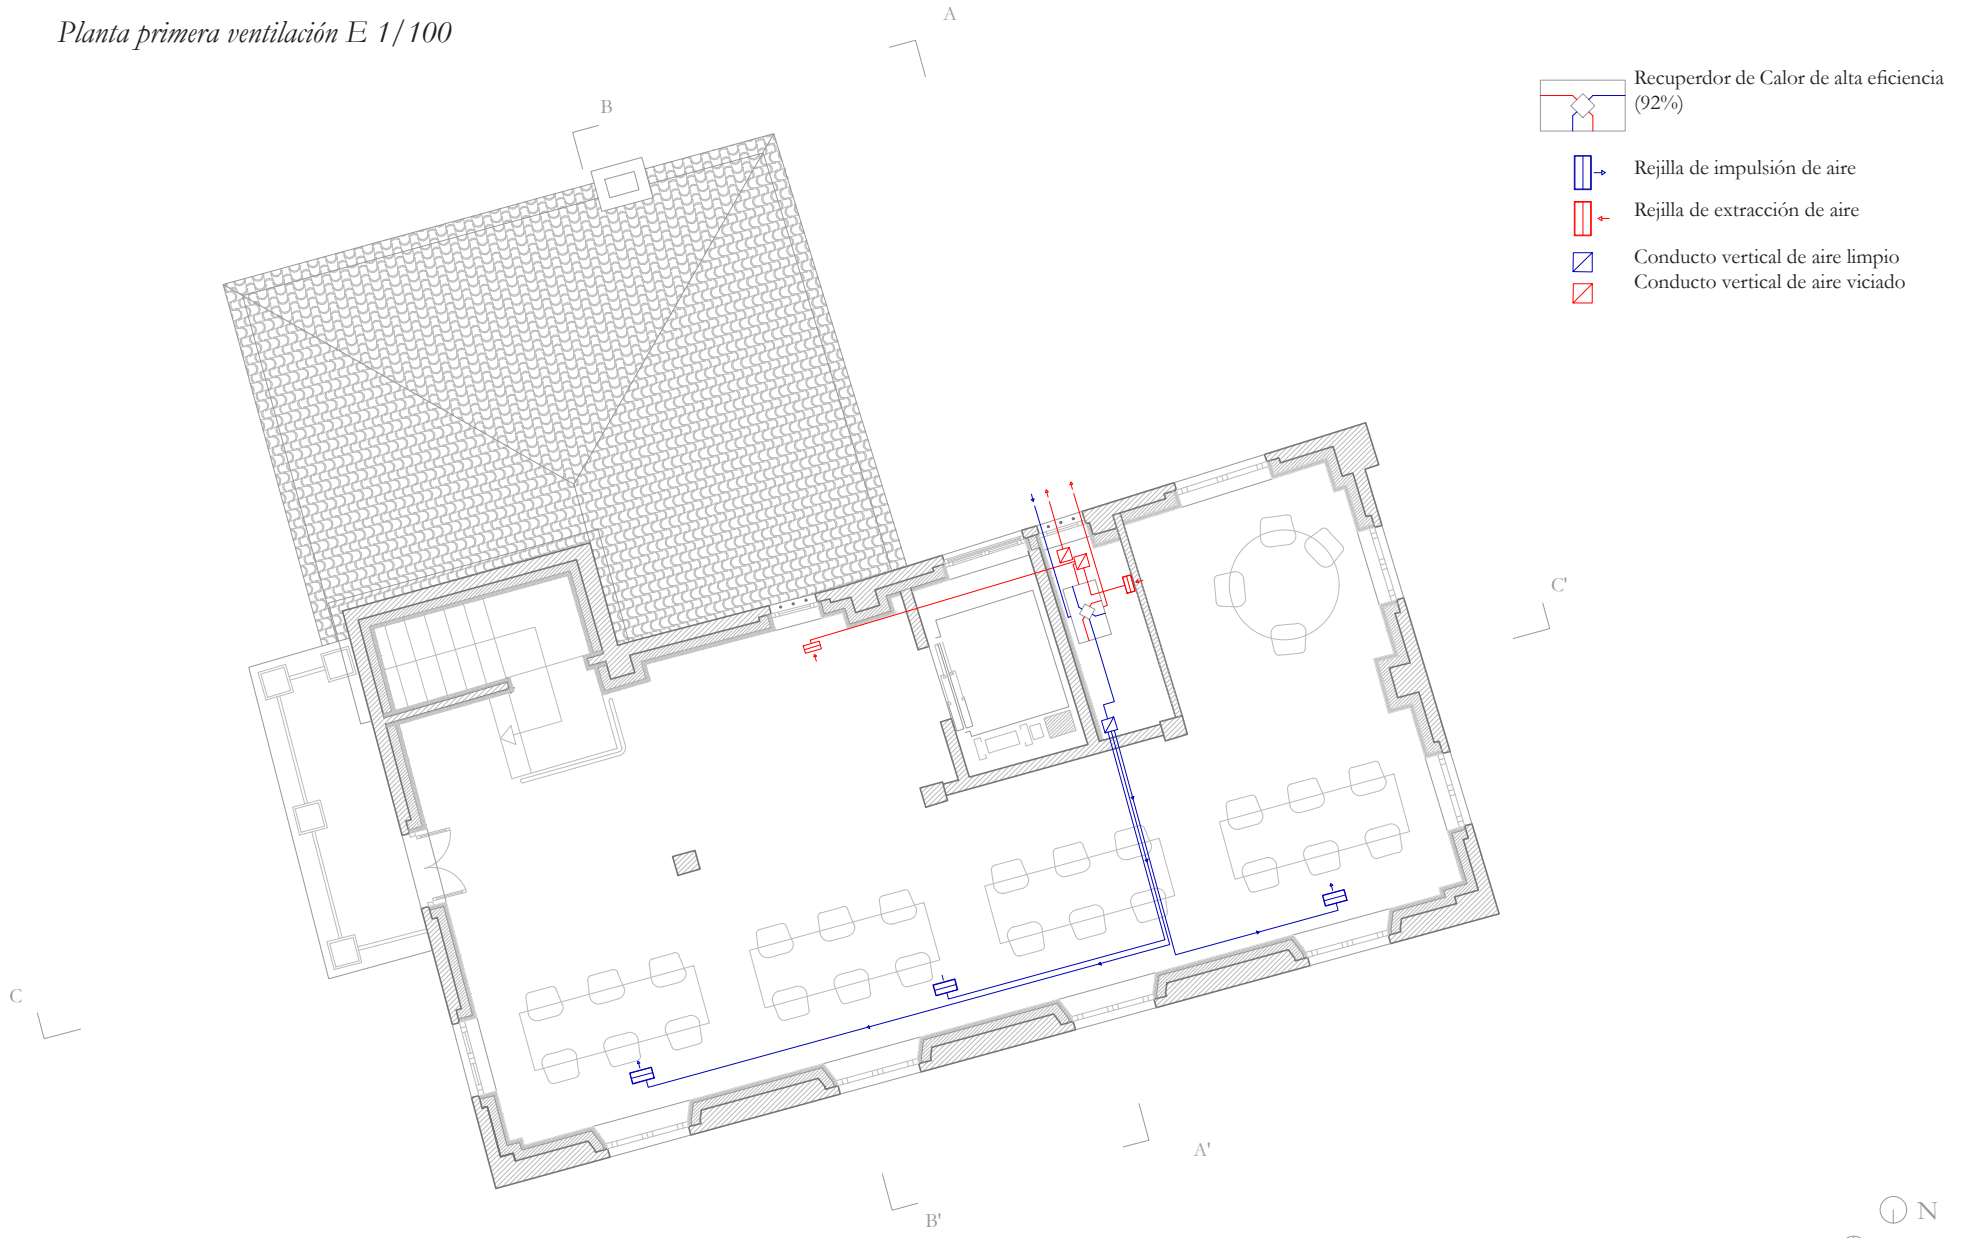 Planta primera ventilación E 1/100
A
B
Recuperdor de Calor de alta eficiencia
(92%)
Rejilla de impulsión de aire
Rejilla de extracción de aire
Conducto vertical de aire limpio
Conducto vertical de aire viciado
C'
C
A'
B'
N